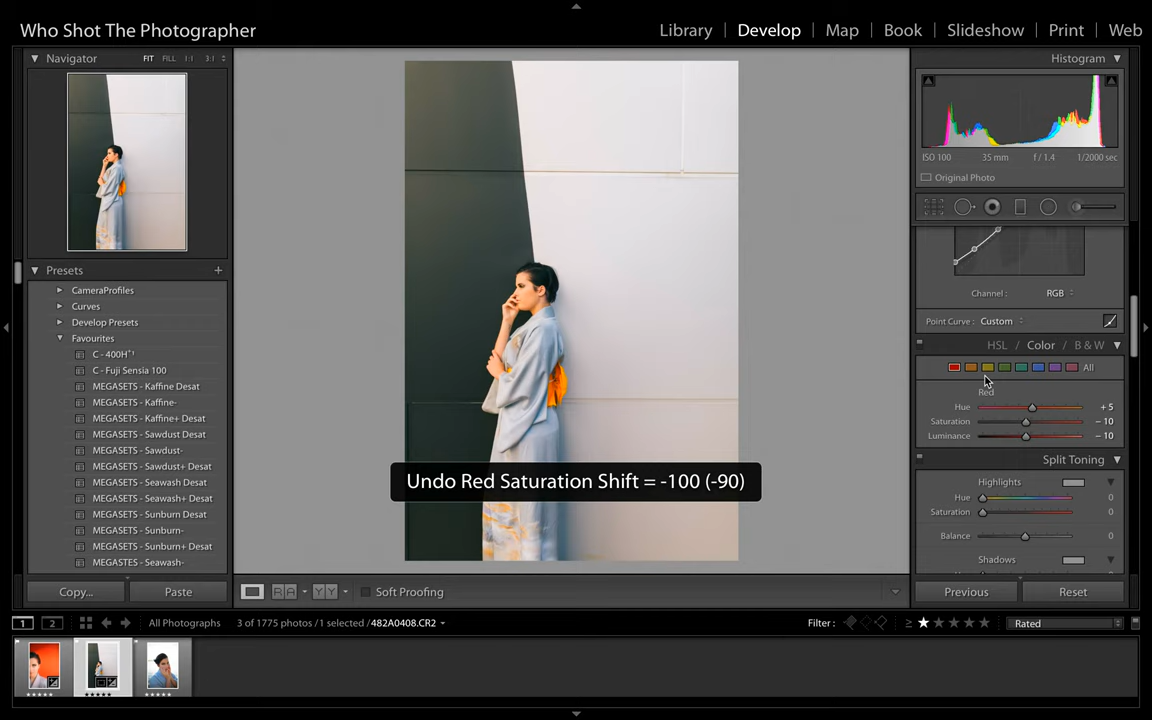 Who Shot The Photographer
Library | Develop | Map | Book | Slideshow | Print | Web
Navigator FIT FILL 1:1 3:1
Histogram
ISO 100 35 mm f / 1.4 1/2000 sec
Original Photo
Presets +
CameraProfiles
Curves
Develop Presets
Favourites
C - 400H+1
C - Fuji Sensia 100
MEGASETS - Kaffine Desat
MEGASETS - Kaffine-
MEGASETS - Kaffine+ Desat
MEGASETS - Sawdust Desat
MEGASETS - Sawdust-
MEGASETS - Sawdust+ Desat
MEGASETS - Seawash Desat
MEGASETS - Seawash+ Desat
MEGASETS - Sunburn Desat
MEGASETS - Sunburn-
MEGASETS - Sunburn+ Desat
MEGASTES - Seawash-
Channel : RGB
Point Curve : Custom
HSL / Color / B & W
All
Red
Hue + 5
Saturation − 10
Luminance − 10
Split Toning
Highlights
Hue 0
Saturation 0
Balance 0
Shadows
Undo Red Saturation Shift = -100 (-90)
Copy... Paste
R A Y Y Soft Proofing
Previous Reset
1 2 All Photographs 3 of 1775 photos / 1 selected / 482A0408.CR2
Filter : ≥ Rated